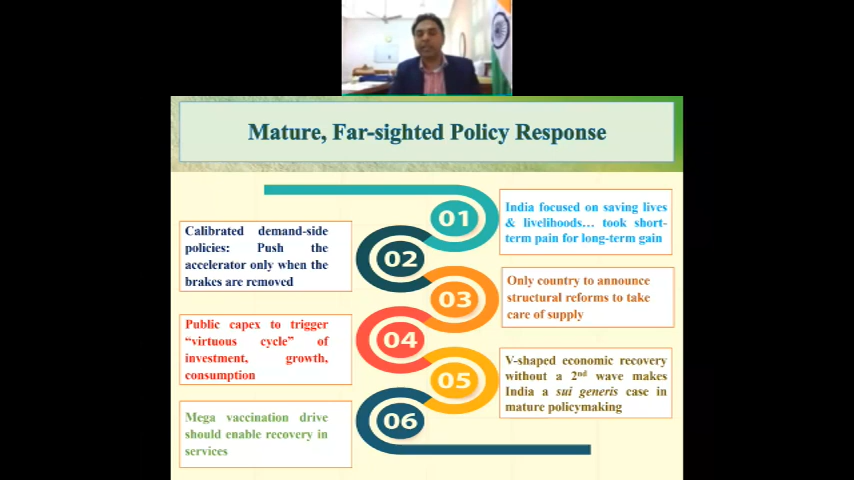 Mature, Far-sighted Policy Response
01
India focused on saving lives
& livelihoods… took short-
term pain for long-term gain
02
Calibrated demand-side
policies: Push the
accelerator only when the
brakes are removed
03
Only country to announce
structural reforms to take
care of supply
04
Public capex to trigger
“virtuous cycle” of
investment, growth,
consumption
05
V-shaped economic recovery
without a 2nd wave makes
India a sui generis case in
mature policymaking
06
Mega vaccination drive
should enable recovery in
services